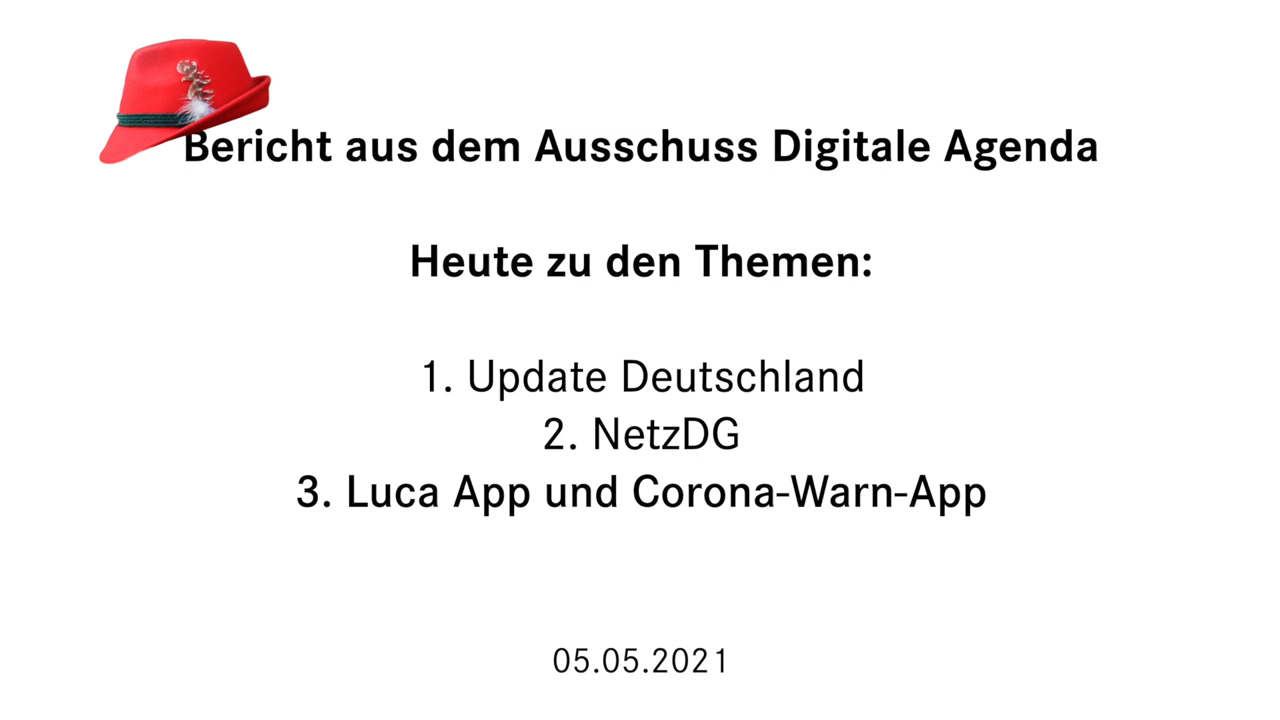 Bericht aus dem Ausschuss Digitale Agenda
Heute zu den Themen:
1. Update Deutschland
2. NetzDG
3. Luca App und Corona-Warn-App
05.05.2021